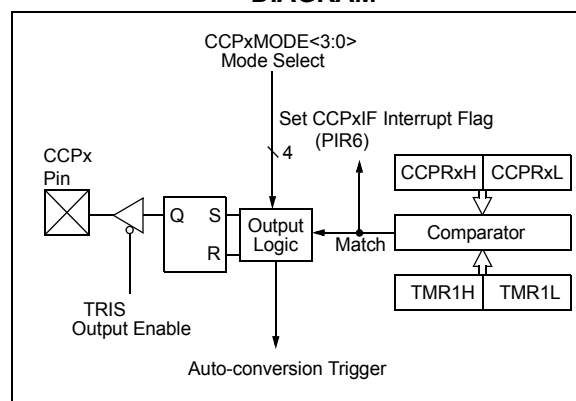 DIAGRAM
CCPxMODE<3:0>
Mode Select
Set CCPxIF Interrupt Flag
(PIR6)
4
CCPx
Pin
CCPRxH CCPRxL
Q S
R
Output
Logic
Match
Comparator
TRIS
Output Enable
TMR1H TMR1L
Auto-conversion Trigger